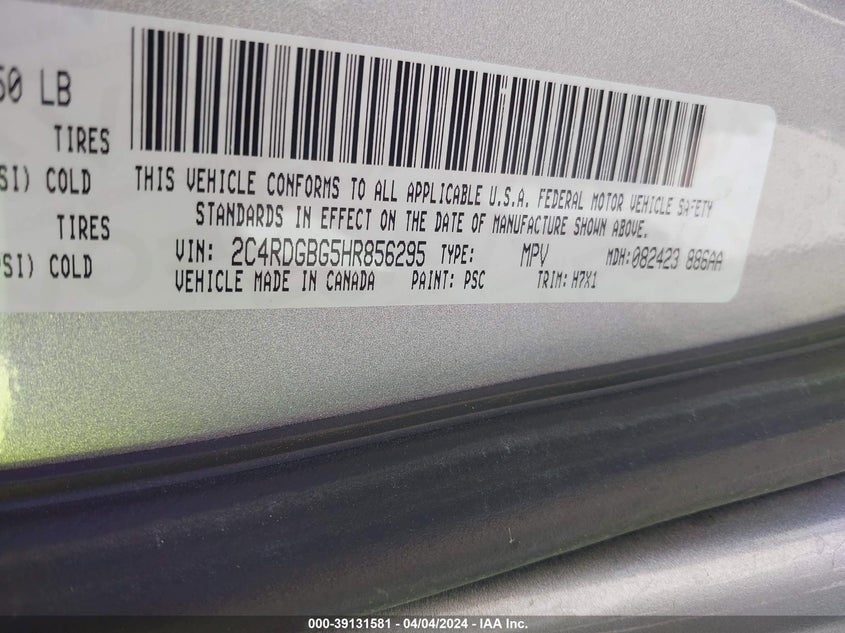 50 LB
TIRES
SI) COLD
TIRES
PSI) COLD
THIS VEHICLE CONFORMS TO ALL APPLICABLE U.S.A. FEDERAL MOTOR VEHICLE SAFETY
STANDARDS IN EFFECT ON THE DATE OF MANUFACTURE SHOWN ABOVE.
VIN: 2C4RDGBG5HR856295 TYPE: MPV MDH:082423 886AA
VEHICLE MADE IN CANADA PAINT: PSC TRIM: H7X1
000-39131581 / 04/04/2024 - IAA Inc.